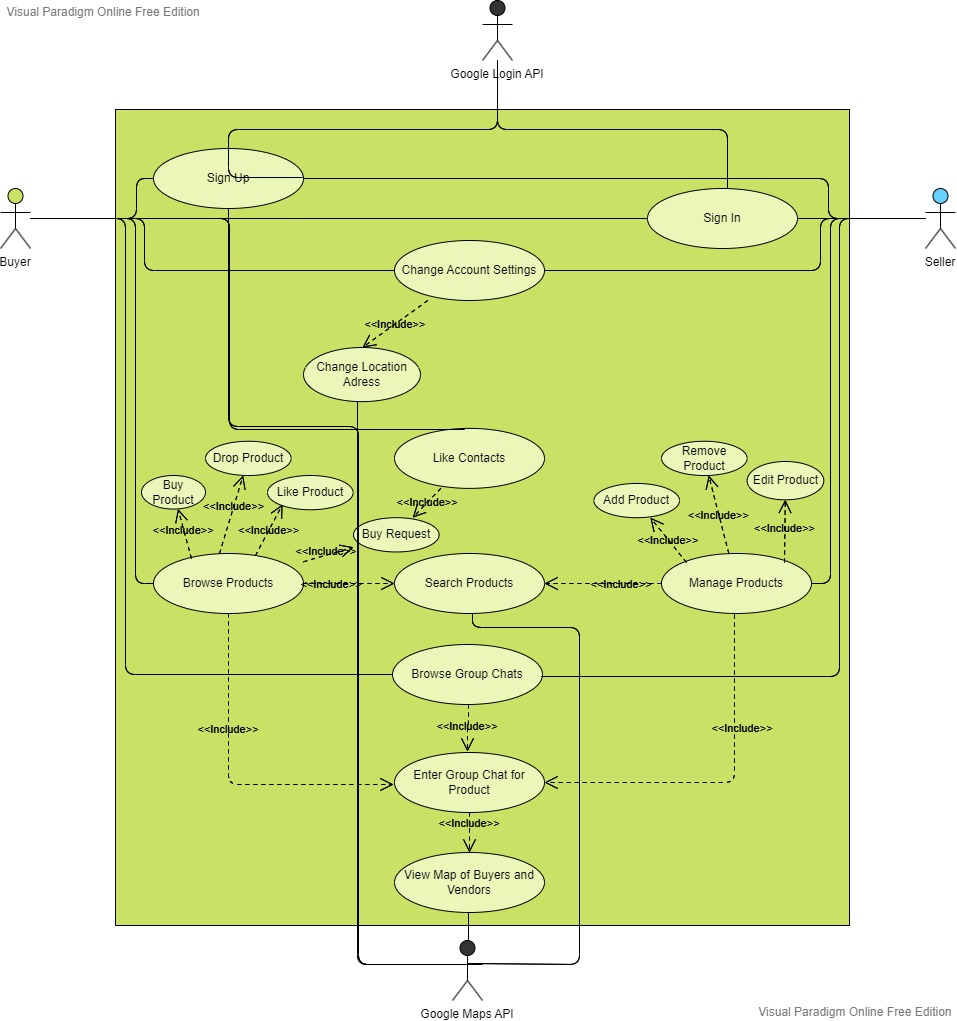 Visual Paradigm Online Free Edition
Google Login API
Sign Up
Sign In
Buyer
Seller
Change Account Settings
<<Include>>
Change Location
Adress
Drop Product
Like Contacts
Remove
Product
Buy
Product
Like Product
Edit Product
Add Product
<<Include>>
<<Include>>
<<Include>>
<<Include>>
<<Include>>
<<Include>>
<<Include>>
Buy Request
<<Include>>
<<Include>>
Browse Products
<<Include>>
Search Products
<<Include>>
Manage Products
Browse Group Chats
<<Include>>
<<Include>>
<<Include>>
Enter Group Chat for
Product
<<Include>>
View Map of Buyers and
Vendors
Google Maps API
Visual Paradigm Online Free Edition